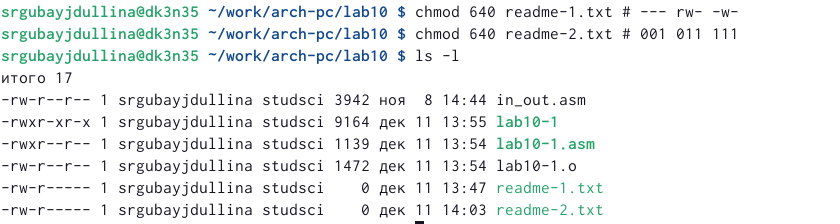 srgubayjdullina@dk3n35 ~/work/arch-pc/lab10 $ chmod 640 readme-1.txt # --- rw- -w-
srgubayjdullina@dk3n35 ~/work/arch-pc/lab10 $ chmod 640 readme-2.txt # 001 011 111
srgubayjdullina@dk3n35 ~/work/arch-pc/lab10 $ ls -l
итого 17
-rw-r--r-- 1 srgubayjdullina studsci 3942 ноя  8 14:44 in_out.asm
-rwxr-xr-x 1 srgubayjdullina studsci 9164 дек 11 13:55 lab10-1
-rwxr--r-- 1 srgubayjdullina studsci 1139 дек 11 13:54 lab10-1.asm
-rw-r--r-- 1 srgubayjdullina studsci 1472 дек 11 13:54 lab10-1.o
-rw-r----- 1 srgubayjdullina studsci    0 дек 11 13:47 readme-1.txt
-rw-r----- 1 srgubayjdullina studsci    0 дек 11 14:03 readme-2.txt